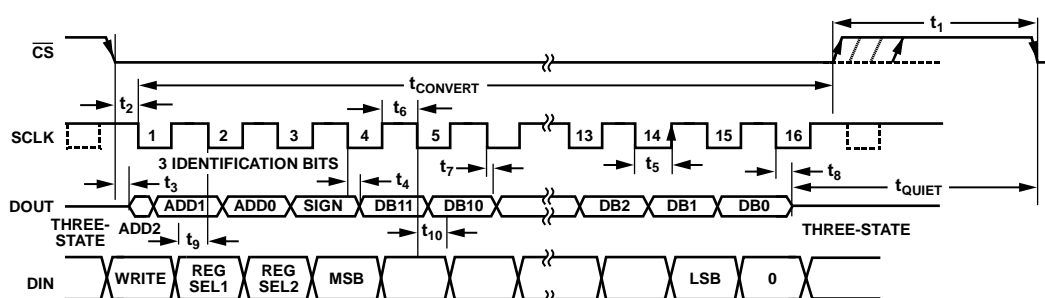 t1
CS
tCONVERT
t2
t6
SCLK
1 2 3 4 5 13 14 15 16
3 IDENTIFICATION BITS
t3 t4 t7 t5 t8
tQUIET
DOUT
ADD1 ADD0 SIGN DB11 DB10 DB2 DB1 DB0
THREE-
STATE
ADD2
THREE-STATE
t9 t10
DIN
WRITE
REG
SEL1
REG
SEL2
MSB
LSB
0